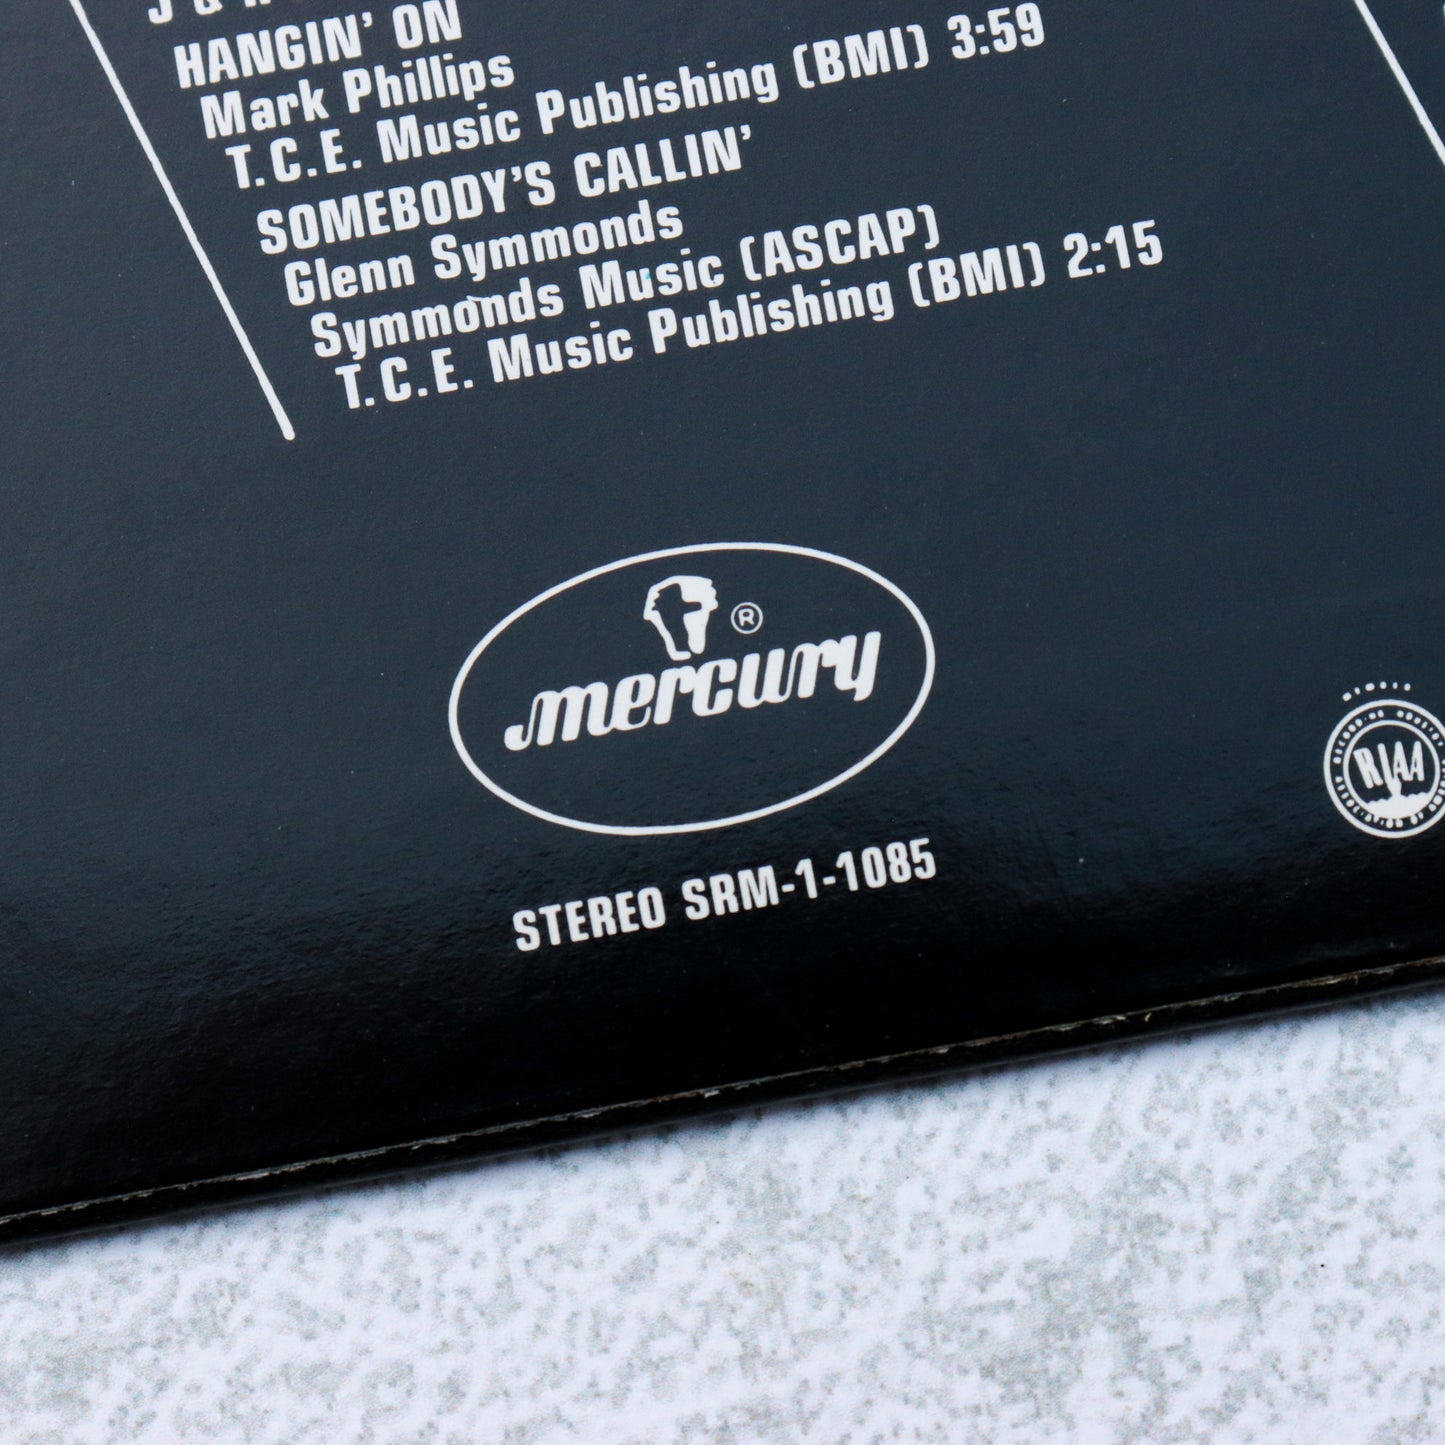 HANGIN' ON
Mark Phillips
T.C.E. Music Publishing (BMI) 3:59
SOMEBODY'S CALLIN'
Glenn Symmonds
Symmonds Music (ASCAP)
T.C.E. Music Publishing (BMI) 2:15
®
mercury
STEREO SRM-1-1085
RIAA